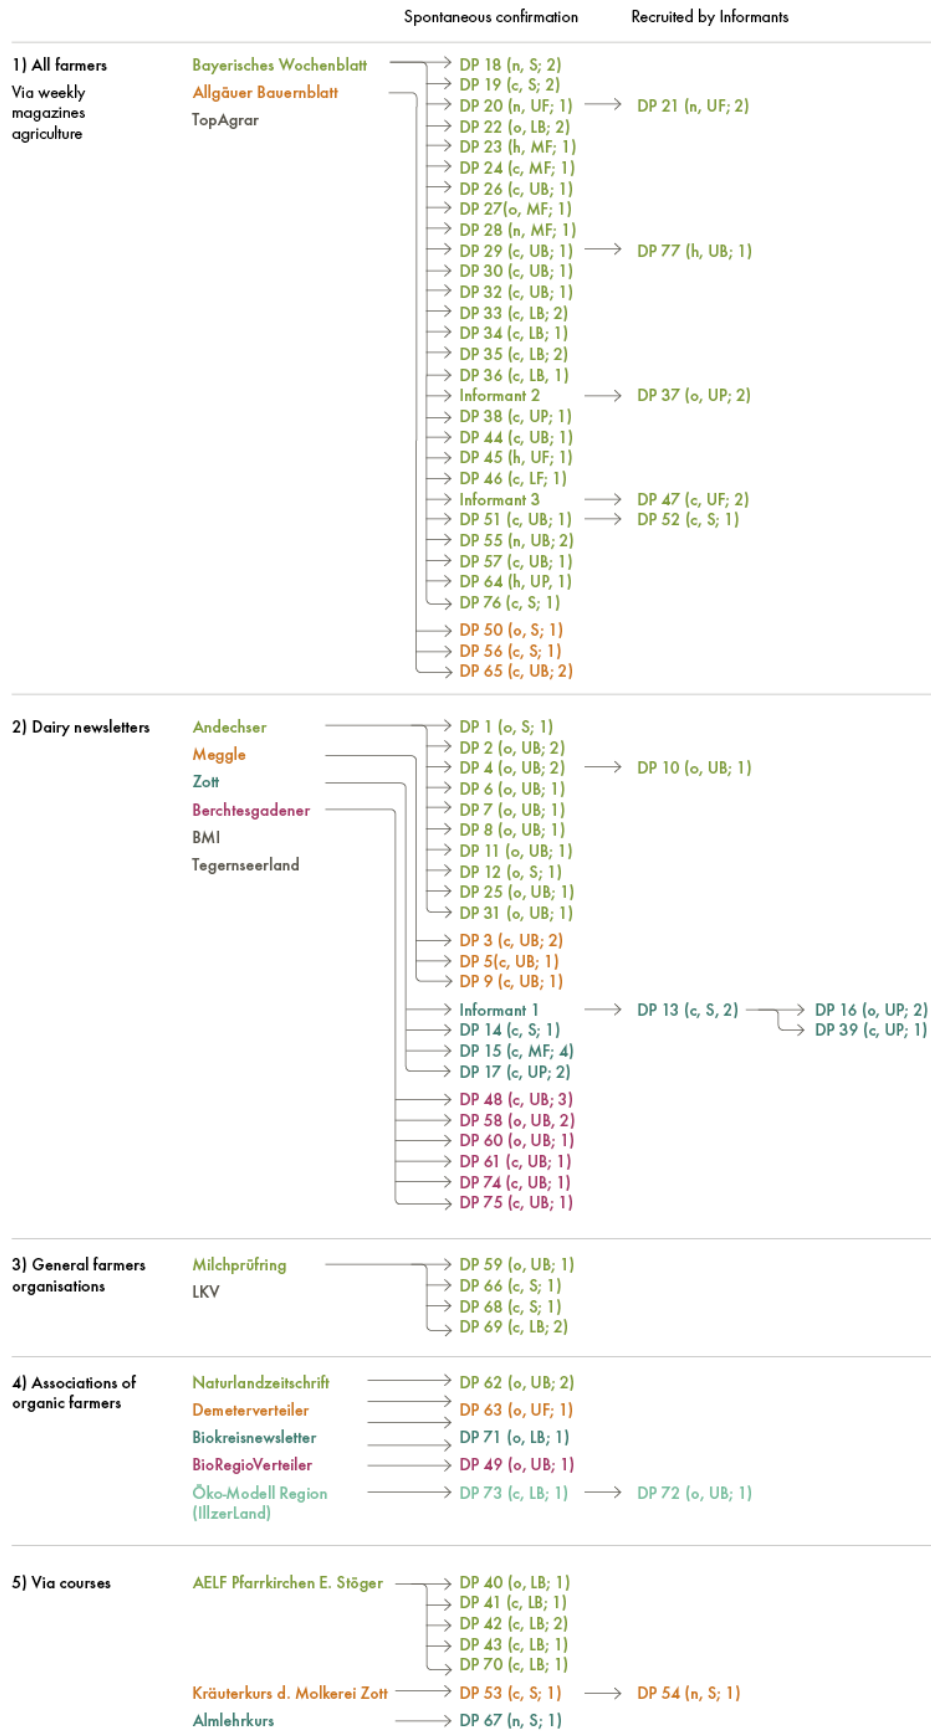 Spontaneous confirmation Recruited by Informants
1) All farmers Bayerisches Wochenblatt DP 18 (n, S; 2)
DP 19 (c, S; 2)
Via weekly Allgäuer Bauernblatt
magazines DP 20 (n, UF; 1) DP 21 (n, UF; 2)
TopAgrar
agriculture DP 22 (o, LB; 2)
DP 23 (h, MF; 1)
DP 24 (c, MF; 1)
DP 26 (c, UB; 1)
DP 27(o, MF; 1)
DP 28 (n, MF; 1)
DP 29 (c, UB; 1) DP 77 (h, UB; 1)
DP 30 (c, UB; 1)
DP 32 (c, UB; 1)
DP 33 (c, LB; 2)
DP 34 (c, LB; 1)
DP 35 (c, LB; 2)
DP 36 (c, LB, 1)
Informant 2 DP 37 (o, UP; 2)
DP 38 (c, UP; 1)
DP 44 (c, UB; 1)
DP 45 (h, UF; 1)
DP 46 (c, LF; 1)
Informant 3 DP 47 (c, UF; 2)
DP 51 (c, UB; 1) DP 52 (c, S; 1)
DP 55 (n, UB; 2)
DP 57 (c, UB; 1)
DP 64 (h, UP, 1)
DP 76 (c, S; 1)
DP 50 (o, S; 1)
DP 56 (c, S; 1)
DP 65 (c, UB; 2)
2) Dairy newsletters Andechser DP 1 (o, S; 1)
DP 2 (o, UB; 2)
Meggle
DP 4 (o, UB; 2) DP 10 (o, UB; 1)
Zott
DP 6 (o, UB; 1)
Berchtesgadener DP 7 (o, UB; 1)
DP 8 (o, UB; 1)
BMI
DP 11 (o, UB; 1)
Tegernseerland
DP 12 (o, S; 1)
DP 25 (o, UB; 1)
DP 31 (o, UB; 1)
DP 3 (c, UB; 2)
DP 5(c, UB; 1)
DP 9 (c, UB; 1)
Informant 1 DP 13 (c, S, 2) DP 16 (o, UP; 2)
DP 14 (c, S; 1) DP 39 (c, UP; 1)
DP 15 (c, MF; 4)
DP 17 (c, UP; 2)
DP 48 (c, UB; 3)
DP 58 (o, UB, 2)
DP 60 (o, UB; 1)
DP 61 (c, UB; 1)
DP 74 (c, UB; 1)
DP 75 (c, UB; 1)
3) General farmers Milchprüfring DP 59 (o, UB; 1)
organisations LKV DP 66 (c, S; 1)
DP 68 (c, S; 1)
DP 69 (c, LB; 2)
4) Associations of Naturlandzeitschrift DP 62 (o, UB; 2)
organic farmers Demeterverteiler DP 63 (o, UF; 1)
Biokreisnewsletter DP 71 (o, LB; 1)
BioRegioVerteiler DP 49 (o, UB; 1)
Öko-Modell Region DP 73 (c, LB; 1) DP 72 (o, UB; 1)
(IllzerLand)
5) Via courses AELF Pfarrkirchen E. Stöger DP 40 (o, LB; 1)
DP 41 (c, LB; 1)
DP 42 (c, LB; 2)
DP 43 (c, LB; 1)
DP 70 (c, LB; 1)
Kräuterkurs d. Molkerei Zott DP 53 (c, S; 1) DP 54 (n, S; 1)
Almlehrkurs DP 67 (n, S; 1)